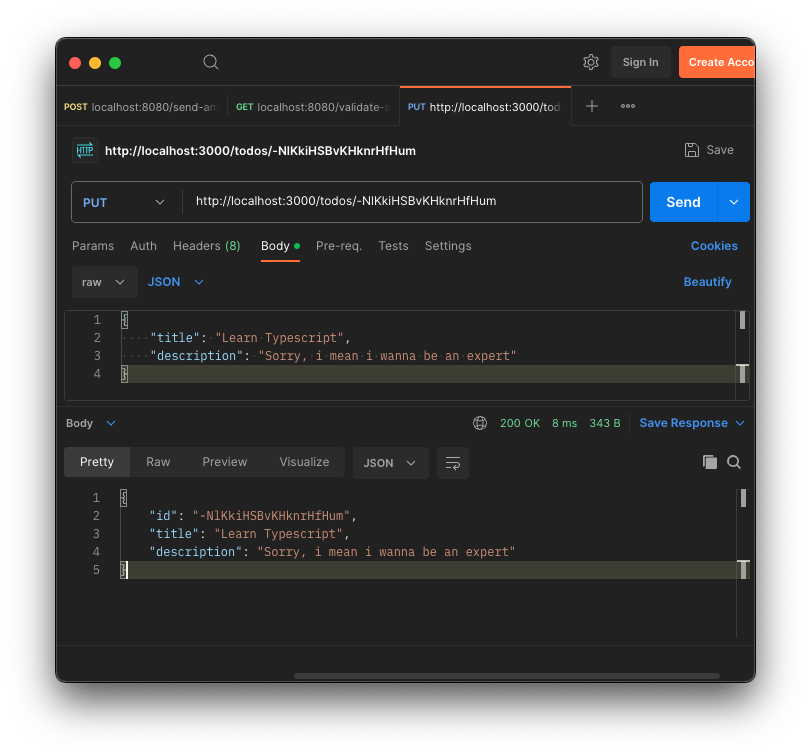 Sign In
Create Acco
POST localhost:8080/send-an
GET localhost:8080/validate-a
PUT http://localhost:3000/tod
HTTP http://localhost:3000/todos/-NlKkiHSBvKHknrHfHum
Save
PUT
http://localhost:3000/todos/-NlKkiHSBvKHknrHfHum
Send
Params Auth Headers (8) Body Pre-req. Tests Settings
Cookies
raw JSON
Beautify
1 {
2 "title": "Learn Typescript",
3 "description": "Sorry, i mean i wanna be an expert"
4 }
Body
200 OK 8 ms 343 B
Save Response
Pretty Raw Preview Visualize JSON
1 {
2 "id": "-NlKkiHSBvKHknrHfHum",
3 "title": "Learn Typescript",
4 "description": "Sorry, i mean i wanna be an expert"
5 }